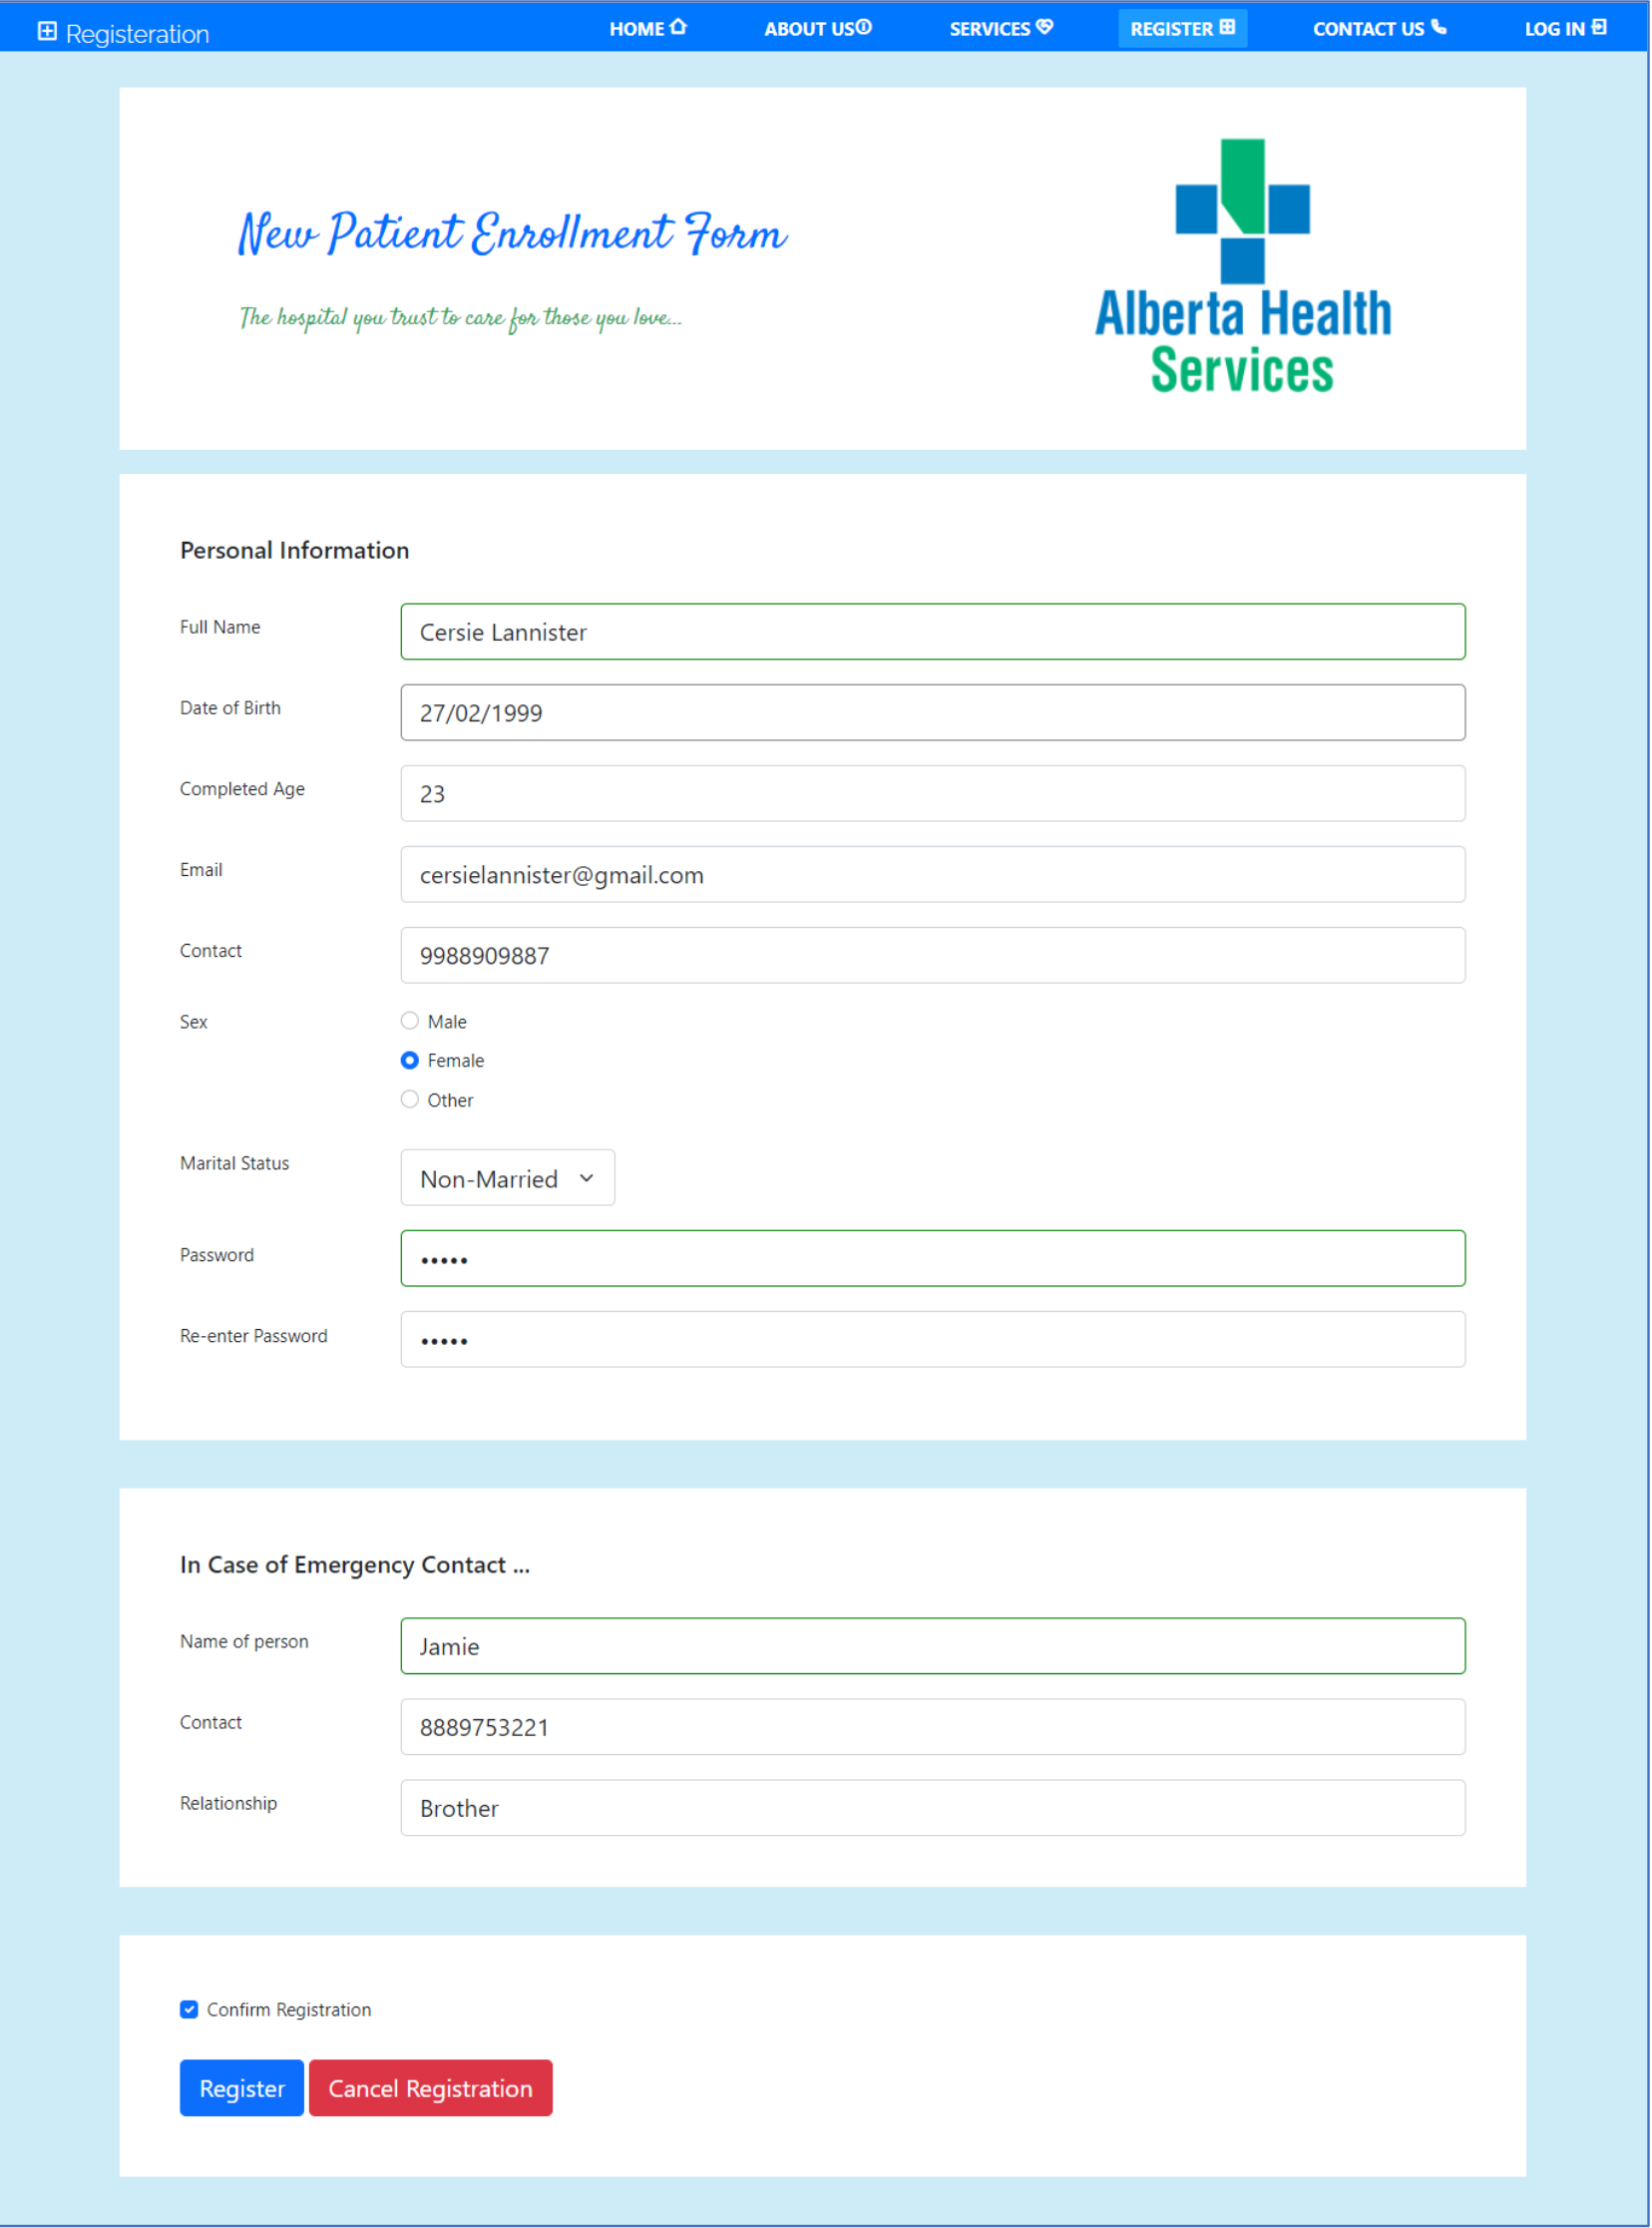 Registeration
HOME
ABOUT US
SERVICES
REGISTER
CONTACT US
LOG IN
New Patient Enrollment Form
The hospital you trust to care for those you love...
Alberta Health
Services
Personal Information
Full Name
Cersie Lannister
Date of Birth
27/02/1999
Completed Age
23
Email
cersielannister@gmail.com
Contact
9988909887
Sex
Male
Female
Other
Marital Status
Non-Married
Password
•••••
Re-enter Password
•••••
In Case of Emergency Contact ...
Name of person
Jamie
Contact
8889753221
Relationship
Brother
Confirm Registration
Register
Cancel Registration